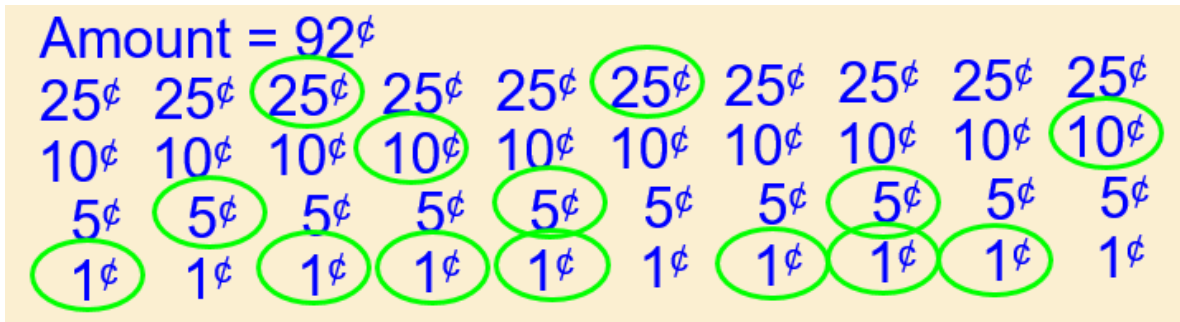 Amount = 92¢
25¢ 25¢ 25¢ 25¢ 25¢ 25¢ 25¢ 25¢ 25¢ 25¢
10¢ 10¢ 10¢ 10¢ 10¢ 10¢ 10¢ 10¢ 10¢ 10¢
5¢ 5¢ 5¢ 5¢ 5¢ 5¢ 5¢ 5¢ 5¢ 5¢
1¢ 1¢ 1¢ 1¢ 1¢ 1¢ 1¢ 1¢ 1¢ 1¢